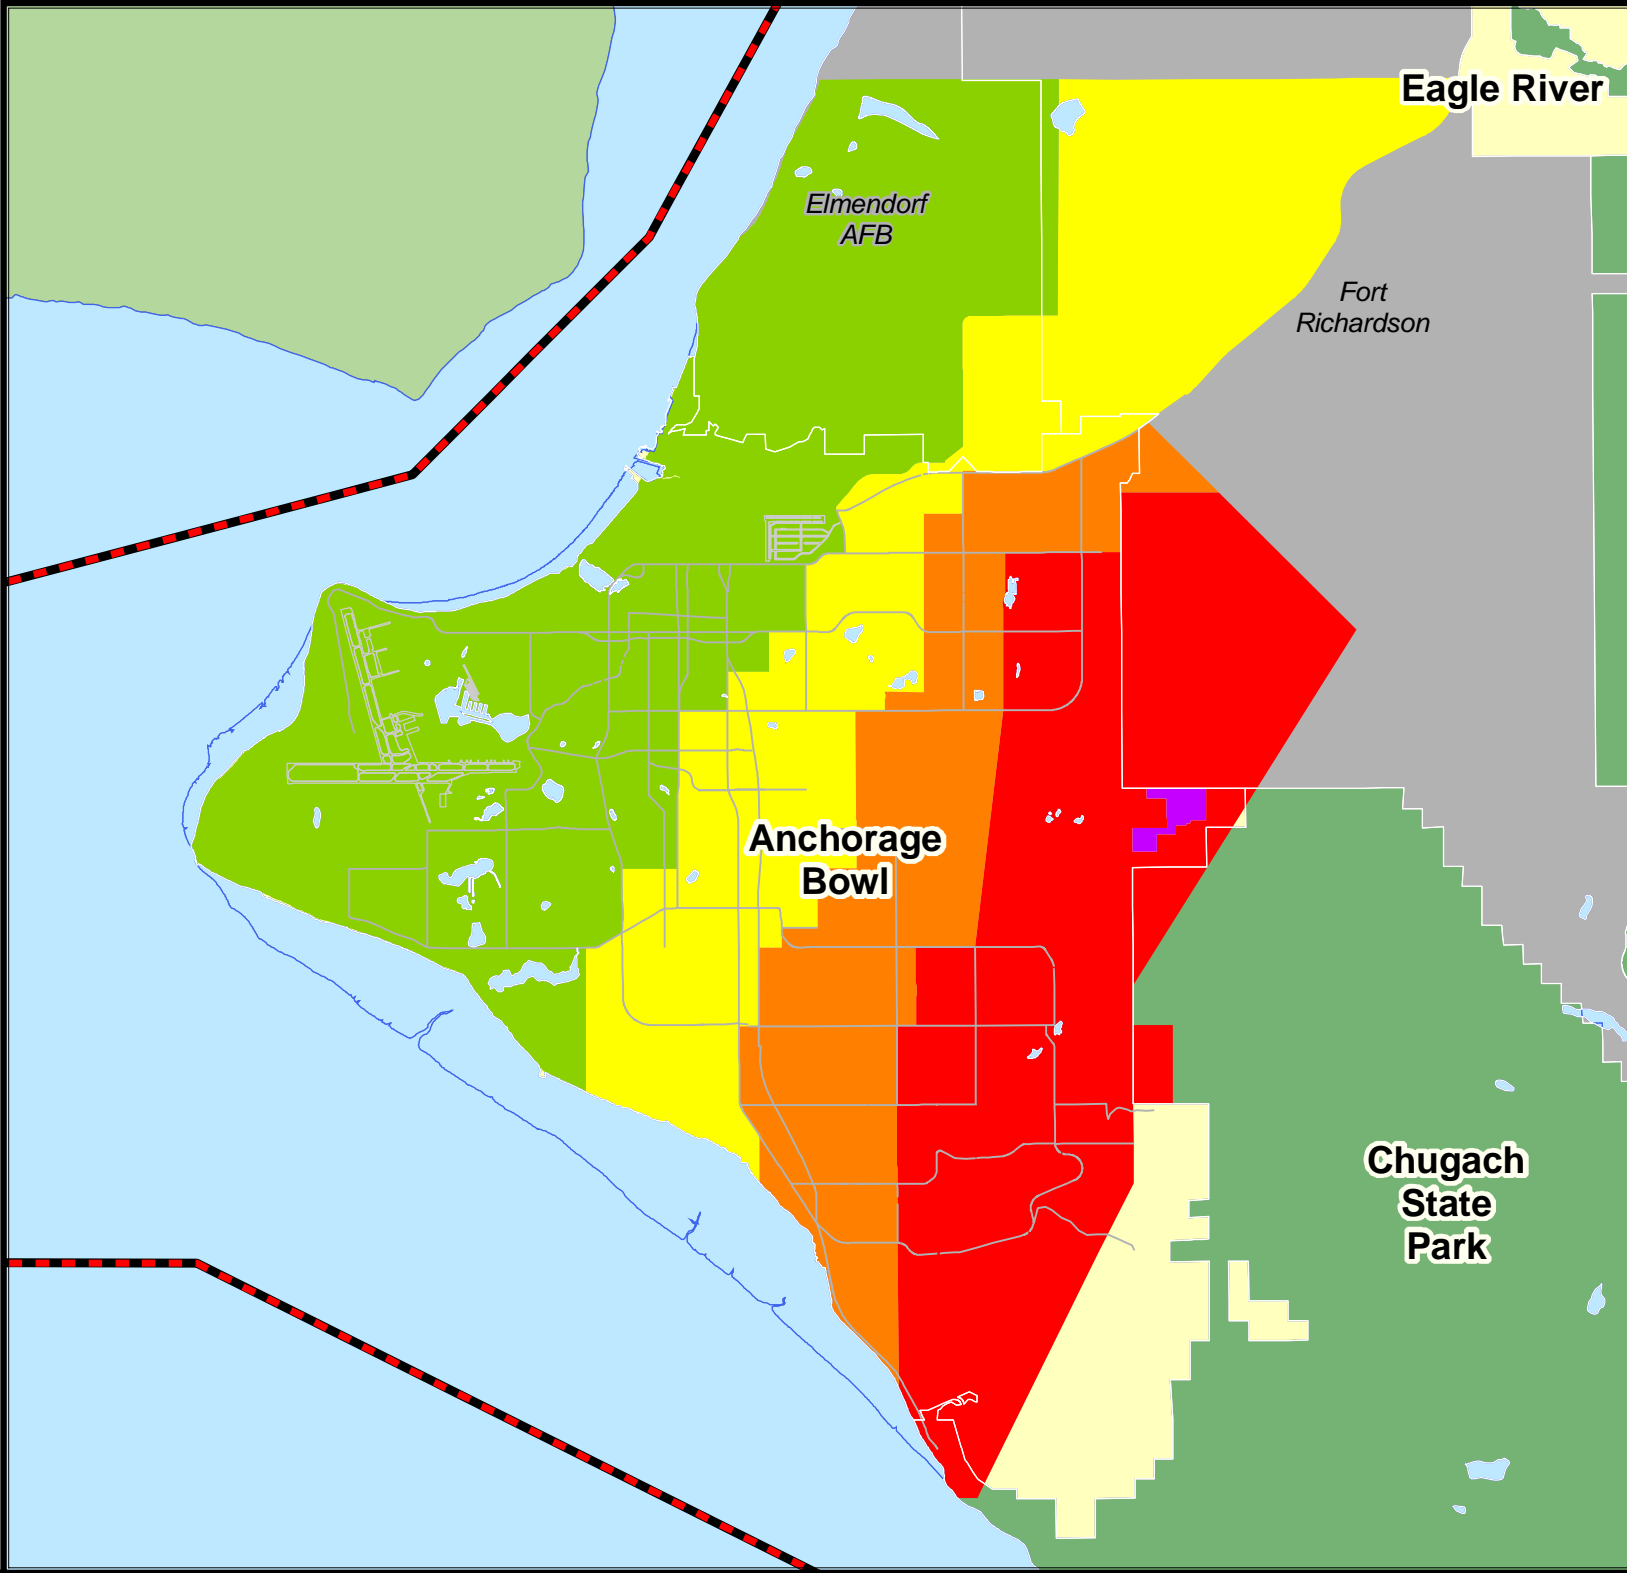 Eagle River
Elmendorf
AFB
Fort
Richardson
Anchorage
Bowl
Chugach
State
Park